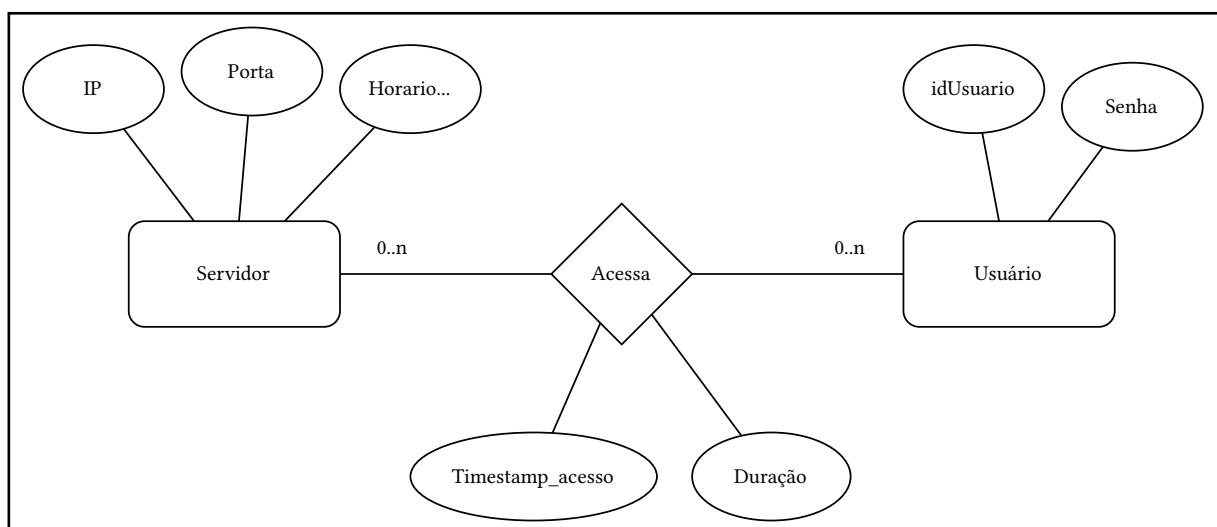 IP
Porta
Horario...
idUsuario
Senha
Servidor
0..n
Acessa
0..n
Usuário
Timestamp_acesso
Duração